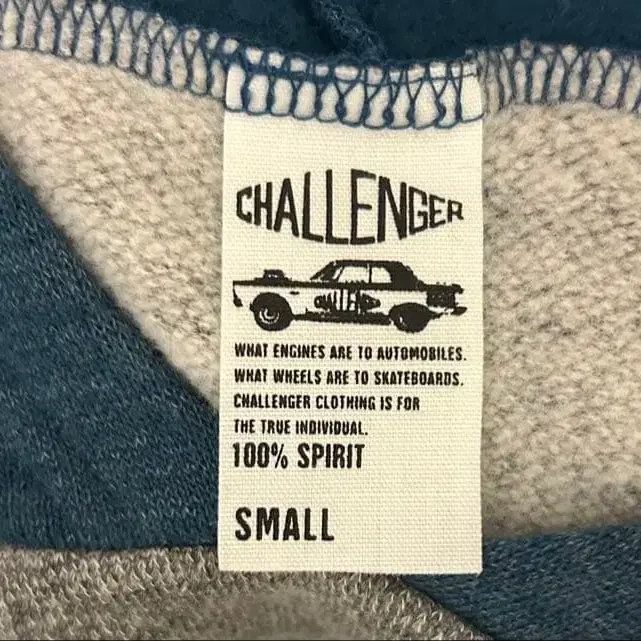 CHALLENGER
CHALLENGER
WHAT ENGINES ARE TO AUTOMOBILES.
WHAT WHEELS ARE TO SKATEBOARDS.
CHALLENGER CLOTHING IS FOR
THE TRUE INDIVIDUAL.
100% SPIRIT
SMALL